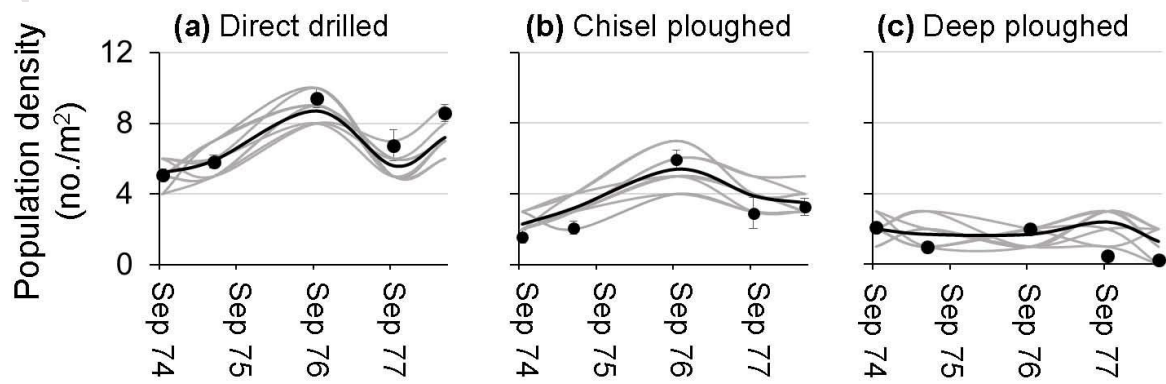 (a) Direct drilled
(b) Chisel ploughed
(c) Deep ploughed
Population density
(no./m²)
12
8
4
0
Sep 74
Sep 75
Sep 76
Sep 77
Sep 74
Sep 75
Sep 76
Sep 77
Sep 74
Sep 75
Sep 76
Sep 77